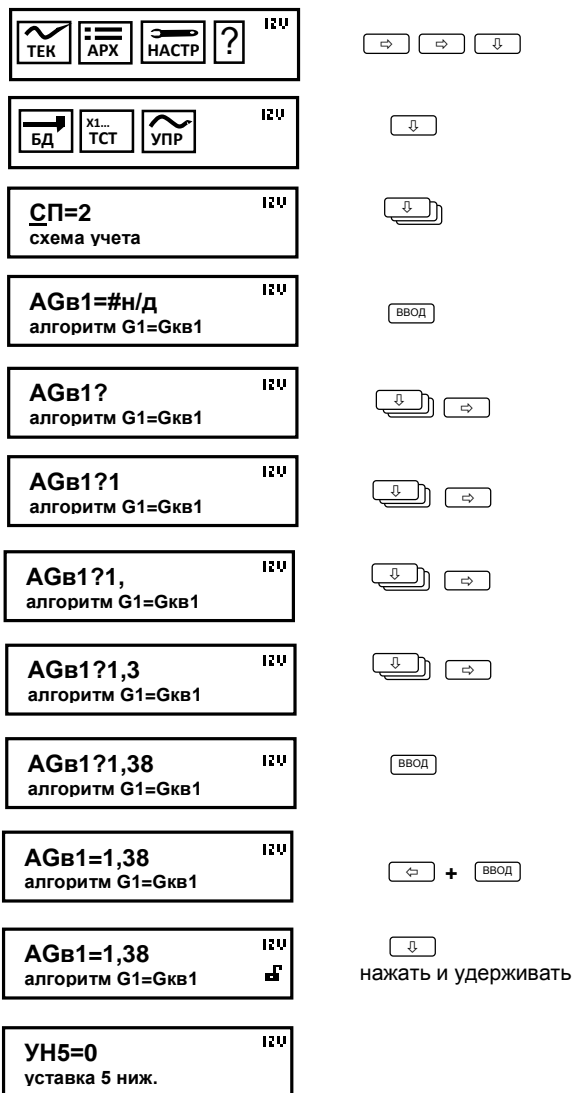 ТЕК АРХ НАСТР ? 12V
⇨ ⇨ ⇩
БД X1... ТСТ УПР 12V
⇩
СП=2 12V
схема учета
⇩
AGв1=#н/д 12V
алгоритм G1=Gкв1
ВВОД
AGв1? 12V
алгоритм G1=Gкв1
⇩ ⇨
AGв1?1 12V
алгоритм G1=Gкв1
⇩ ⇨
AGв1?1, 12V
алгоритм G1=Gкв1
⇩ ⇨
AGв1?1,3 12V
алгоритм G1=Gкв1
⇩ ⇨
AGв1?1,38 12V
алгоритм G1=Gкв1
ВВОД
AGв1=1,38 12V
алгоритм G1=Gкв1
⇦ + ВВОД
AGв1=1,38 12V
алгоритм G1=Gкв1
⇩
нажать и удерживать
УН5=0 12V
уставка 5 ниж.